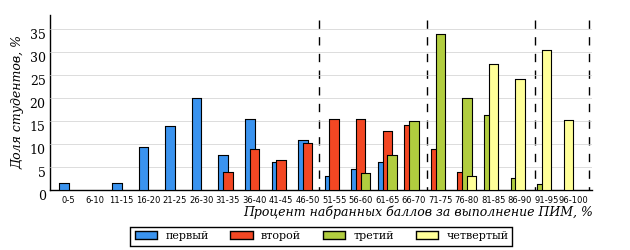 Доля студентов, %
35
30
25
20
15
10
5
0
0-5 6-10 11-15 16-20 21-25 26-30 31-35 36-40 41-45 46-50 51-55 56-60 61-65 66-70 71-75 76-80 81-85 86-90 91-95 96-100
Процент набранных баллов за выполнение ПИМ, %
первый второй третий четвертый